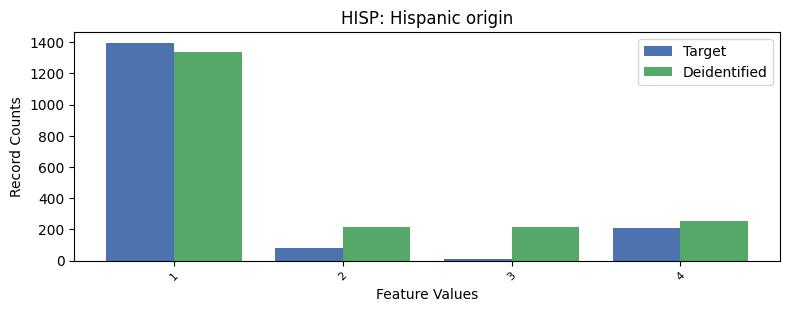 HISP: Hispanic origin
Target
Deidentified
Record Counts
1400
1200
1000
800
600
400
200
0
1 2 3 4
Feature Values